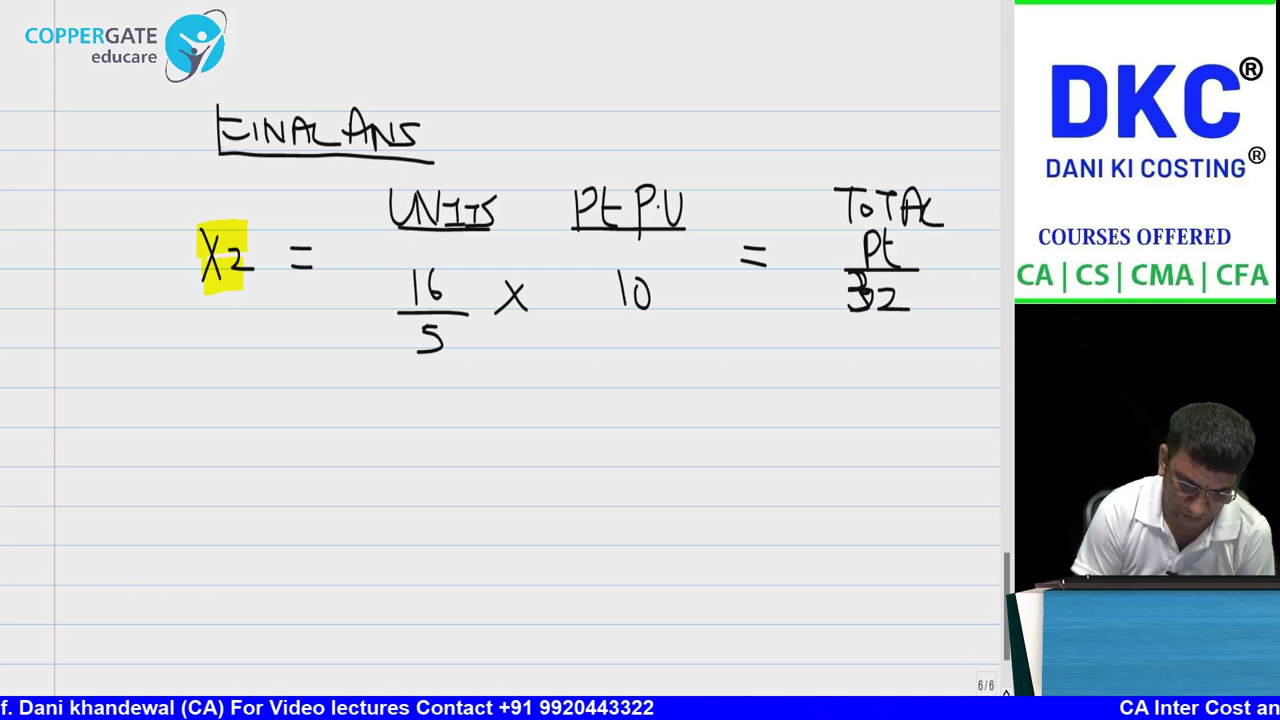 COPPERGATE
educare
FINAL ANS
UNITS Pt P.U TOTAL
Pt
X2 = 16/5 x 10 = 32
6/6
DKC®
DANI KI COSTING®
COURSES OFFERED
CA | CS | CMA | CFA
f. Dani khandewal (CA) For Video lectures Contact +91 9920443322 CA Inter Cost an